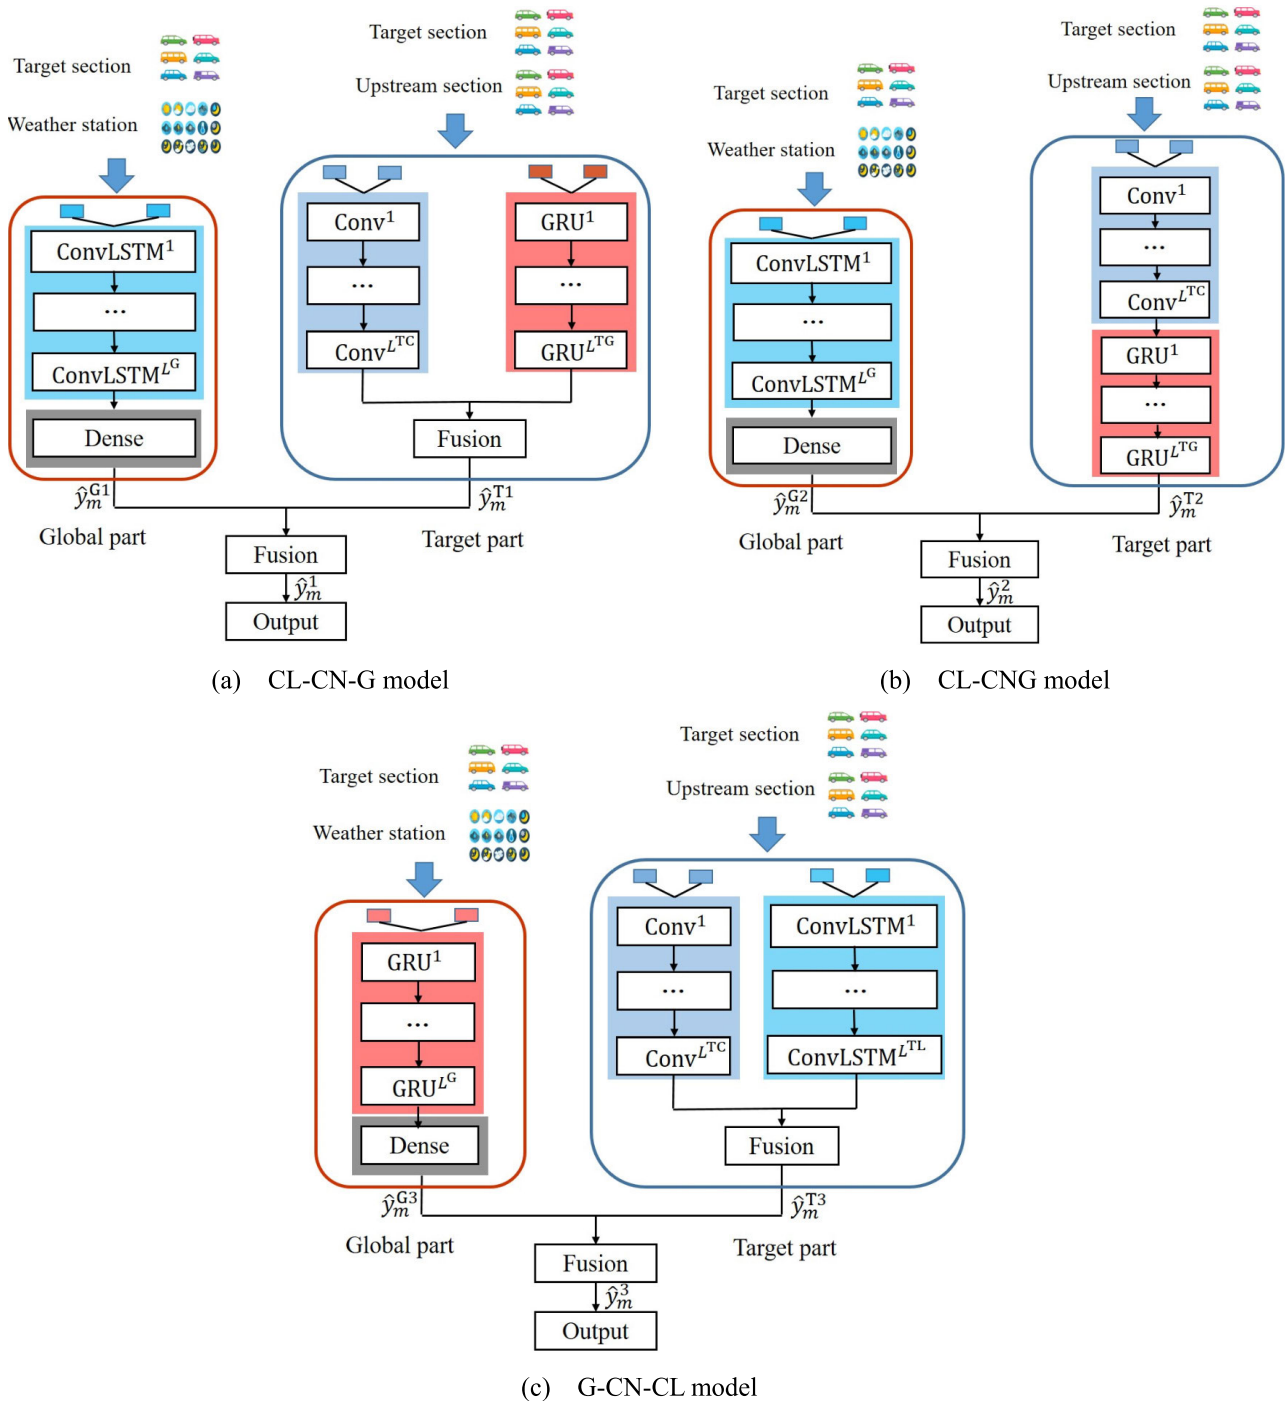 Target section
Weather station
ConvLSTM¹
...
ConvLSTM^{L^G}
Dense
ŷ_m^{G1}
Global part
Target section
Upstream section
Conv¹
...
Conv^{L^{TC}}
GRU¹
...
GRU^{L^{TG}}
Fusion
ŷ_m^{T1}
Target part
Fusion
ŷ_m^1
Output
(a) CL-CN-G model
Target section
Weather station
ConvLSTM¹
...
ConvLSTM^{L^G}
Dense
ŷ_m^{G2}
Global part
Target section
Upstream section
Conv¹
...
Conv^{L^{TC}}
GRU¹
...
GRU^{L^{TG}}
ŷ_m^{T2}
Target part
Fusion
ŷ_m^2
Output
(b) CL-CNG model
Target section
Weather station
GRU¹
...
GRU^{L^G}
Dense
ŷ_m^{G3}
Global part
Target section
Upstream section
Conv¹
...
Conv^{L^{TC}}
ConvLSTM¹
...
ConvLSTM^{L^{TL}}
Fusion
ŷ_m^{T3}
Target part
Fusion
ŷ_m^3
Output
(c) G-CN-CL model